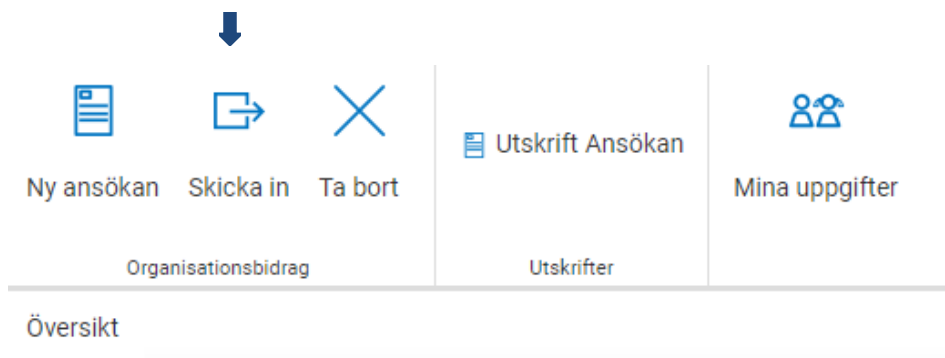 Ny ansökan Skicka in Ta bort
Utskrift Ansökan
Mina uppgifter
Organisationsbidrag
Utskrifter
Översikt